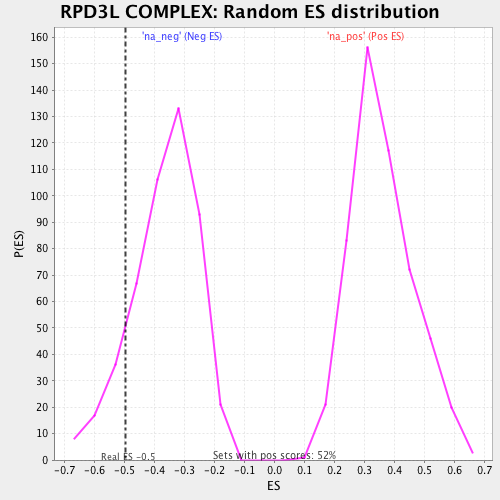 RPD3L COMPLEX: Random ES distribution
'na_neg' (Neg ES) 'na_pos' (Pos ES)
160
150
140
130
120
110
100
90
80
70
60
50
40
30
20
10
0
P(ES)
Real ES -0.5 Sets with pos scores: 52%
-0.7 -0.6 -0.5 -0.4 -0.3 -0.2 -0.1 0.0 0.1 0.2 0.3 0.4 0.5 0.6 0.7
ES